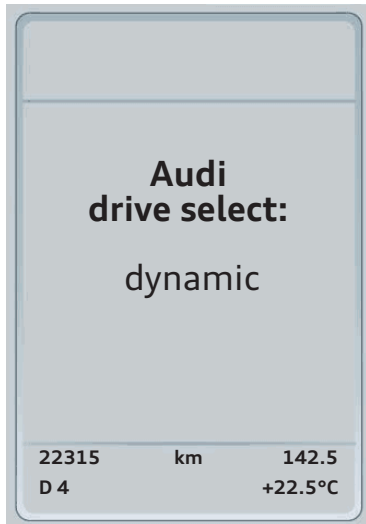 Audi
drive select:
dynamic
22315 km 142.5
D 4 +22.5°C